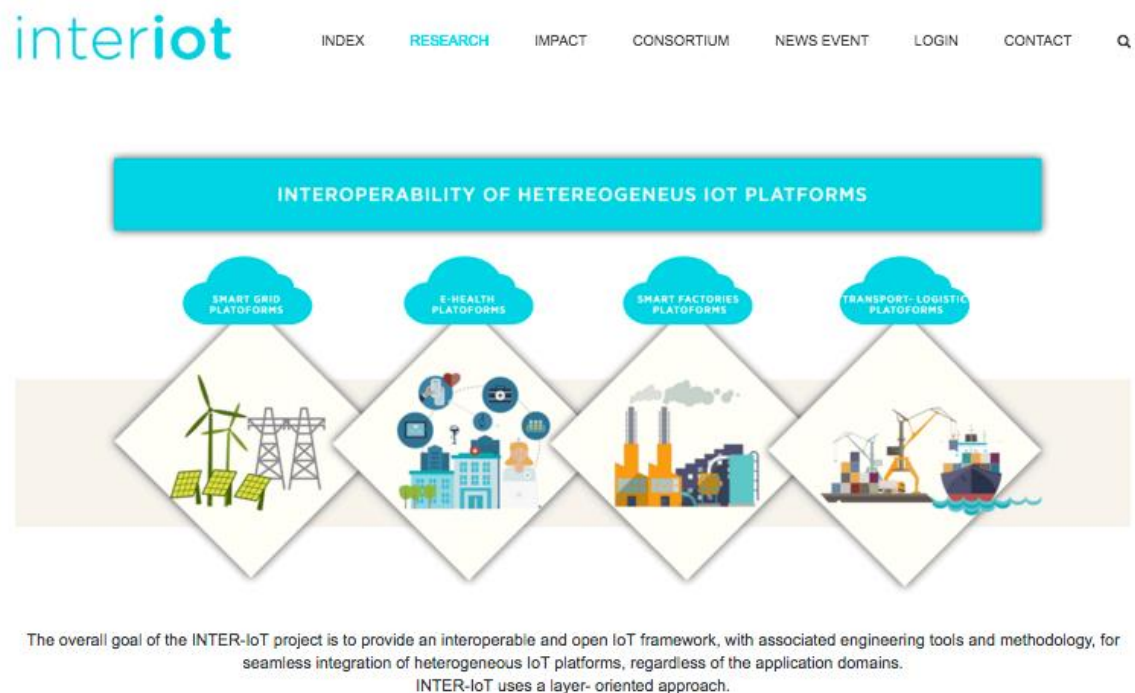 interiot
INDEX RESEARCH IMPACT CONSORTIUM NEWS EVENT LOGIN CONTACT
INTEROPERABILITY OF HETEREOGENEUS IOT PLATFORMS
SMART GRID
PLATOFORMS
E-HEALTH
PLATOFORMS
SMART FACTORIES
PLATOFORMS
TRANSPORT- LOGISTIC
PLATOFORMS
The overall goal of the INTER-IoT project is to provide an interoperable and open IoT framework, with associated engineering tools and methodology, for
seamless integration of heterogeneous IoT platforms, regardless of the application domains.
INTER-IoT uses a layer- oriented approach.